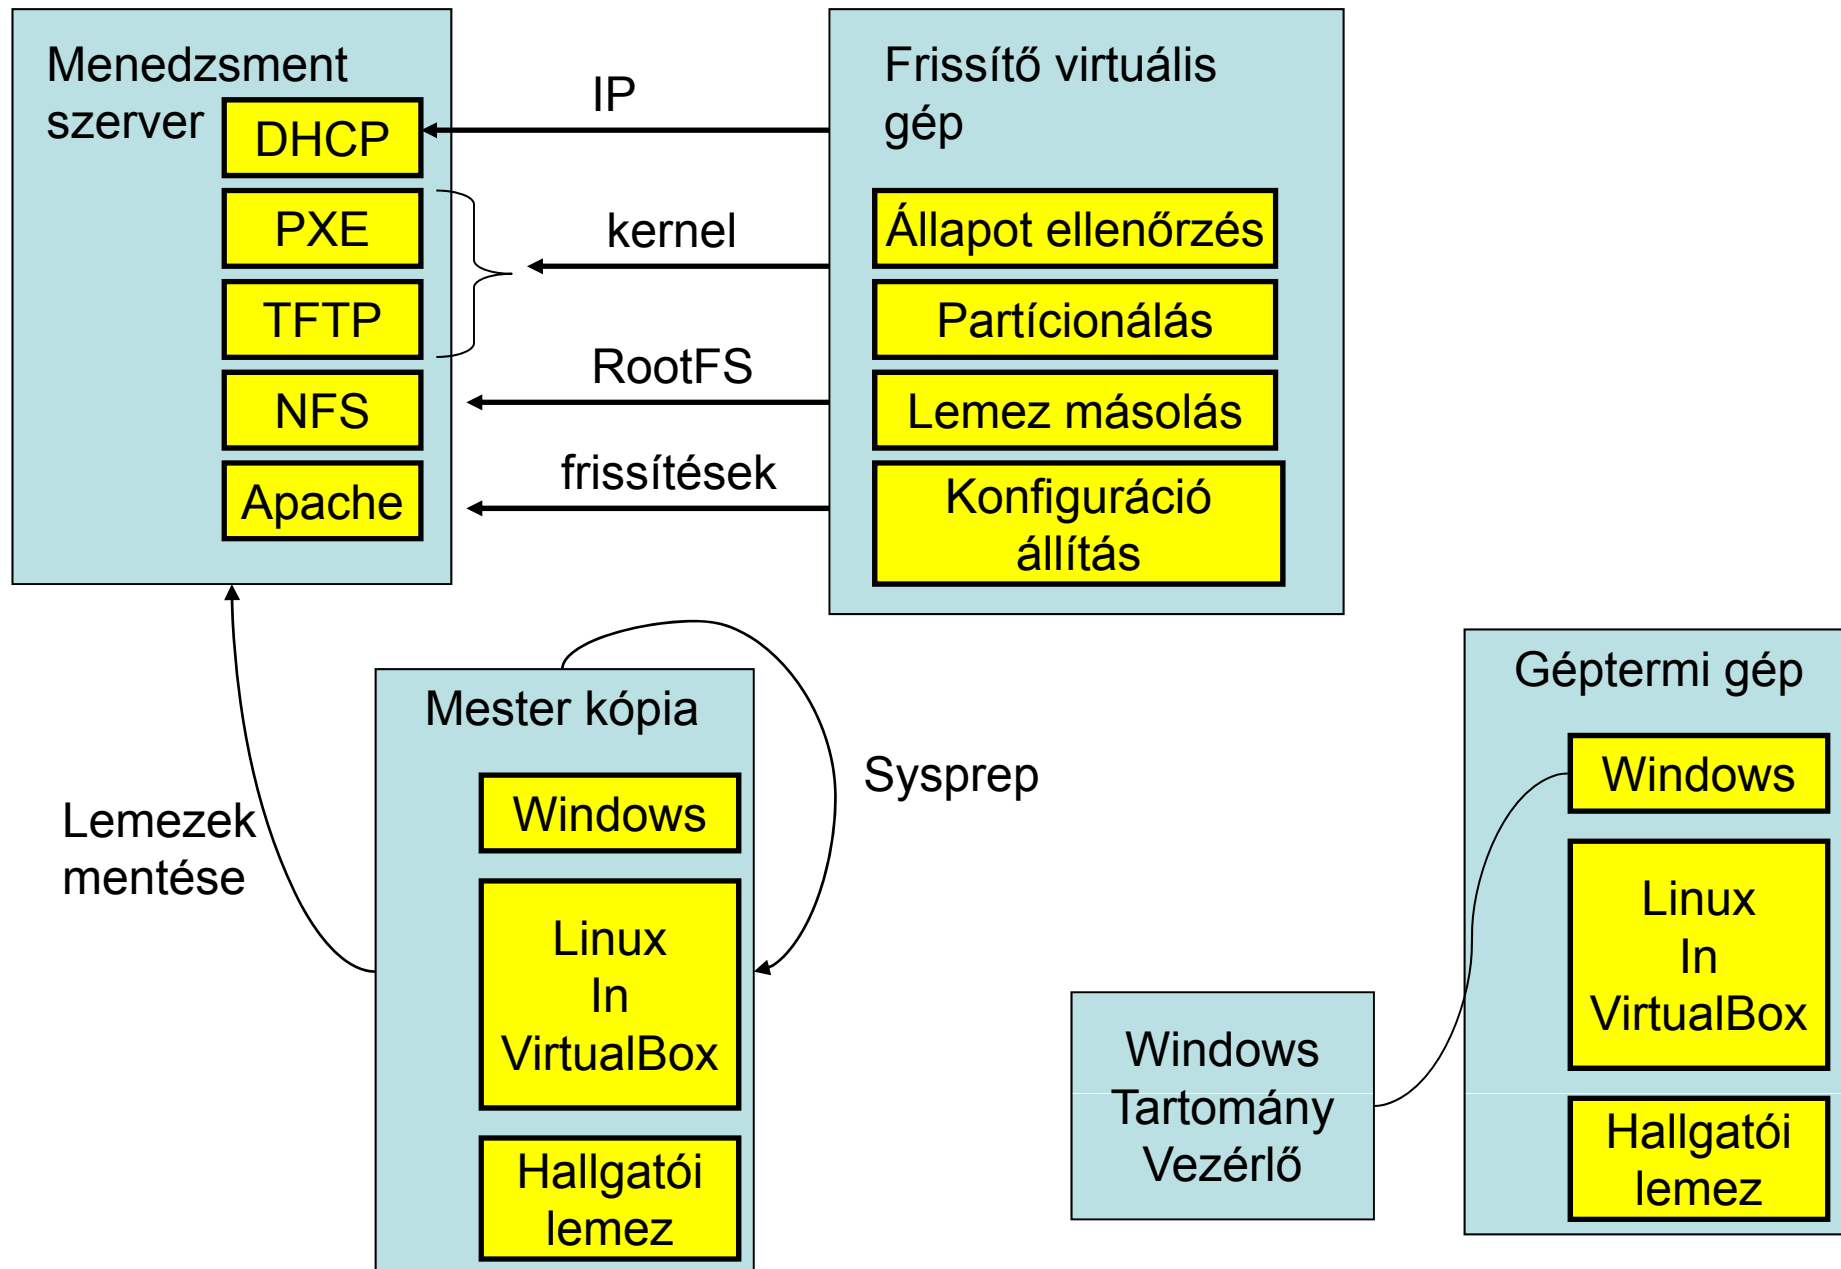 Menedzsment
szerver
DHCP
PXE
TFTP
NFS
Apache
IP
kernel
RootFS
frissítések
Frissítő virtuális
gép
Állapot ellenőrzés
Partícionálás
Lemez másolás
Konfiguráció
állítás
Lemezek
mentése
Mester kópia
Windows
Linux
In
VirtualBox
Hallgatói
lemez
Sysprep
Windows
Tartomány
Vezérlő
Géptermi gép
Windows
Linux
In
VirtualBox
Hallgatói
lemez